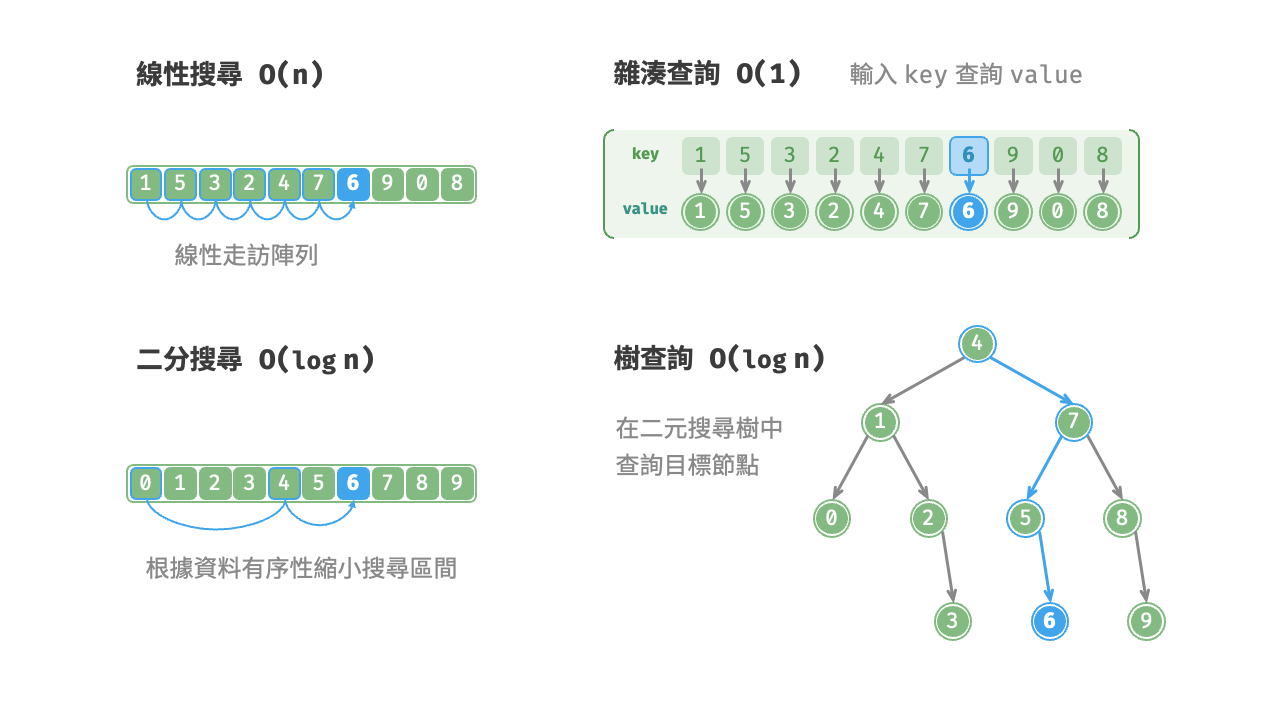 線性搜尋 O(n)
1 5 3 2 4 7 6 9 0 8
線性走訪陣列
雜湊查詢 O(1) 輸入 key 查詢 value
key 1 5 3 2 4 7 6 9 0 8
value 1 5 3 2 4 7 6 9 0 8
二分搜尋 O(log n)
0 1 2 3 4 5 6 7 8 9
根據資料有序性縮小搜尋區間
樹查詢 O(log n)
在二元搜尋樹中
查詢目標節點
4
1 7
0 2 5 8
3 6 9